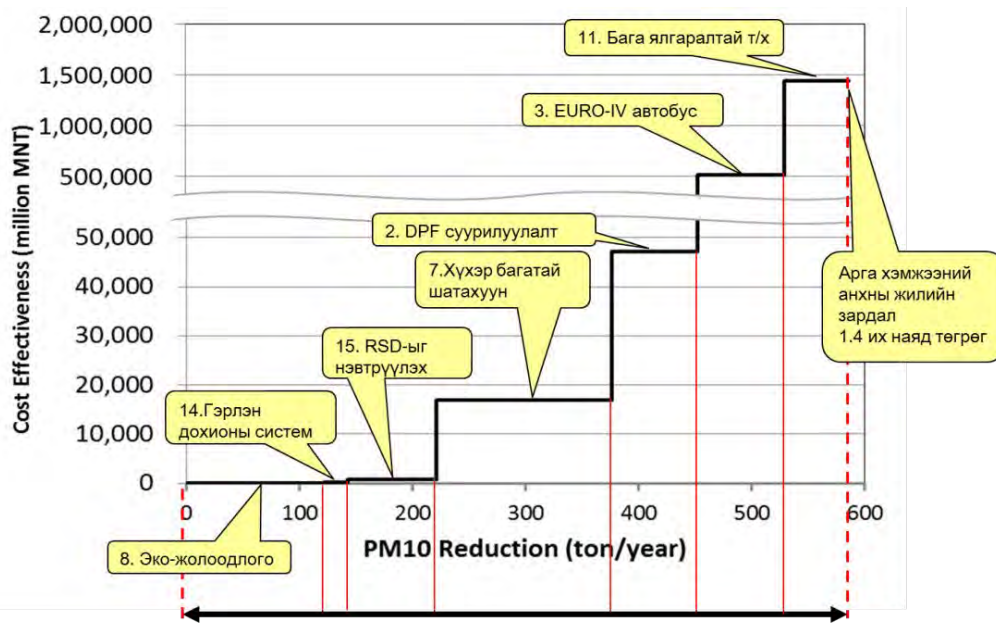 2,000,000
1,500,000
1,000,000
500,000
50,000
40,000
30,000
20,000
10,000
0
Cost Effectiveness (million MNT)
11. Бага ялгаралтай т/х
3. EURO-IV автобус
2. DPF суурилуулалт
7.Хүхэр багатай
шатахуун
Арга хэмжээний
анхны жилийн
зардал
1.4 их наяд төгрөг
15. RSD-ыг
нэвтрүүлэх
14.Гэрлэн
дохионы систем
0 100 200 300 400 500 600
8. Эко-жолоодлого
PM10 Reduction (ton/year)